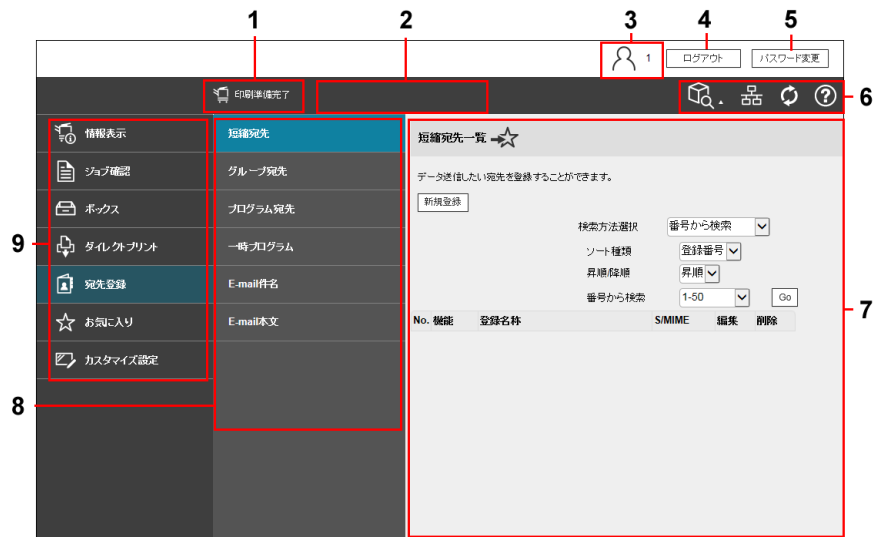 1 2 3 4 5
1 ログアウト パスワード変更
印刷準備完了
6
情報表示
ジョブ確認
ボックス
ダイレクトプリント
宛先登録
お気に入り
カスタマイズ設定
9
短縮宛先
グループ宛先
プログラム宛先
一時プログラム
E-mail件名
E-mail本文
8
短縮宛先一覧
データ送信したい宛先を登録することができます。
新規登録
検索方法選択 番号から検索
ソート種類 登録番号
昇順/降順 昇順
番号から検索 1-50 Go
No. 機能 登録名称 S/MIME 編集 削除
7